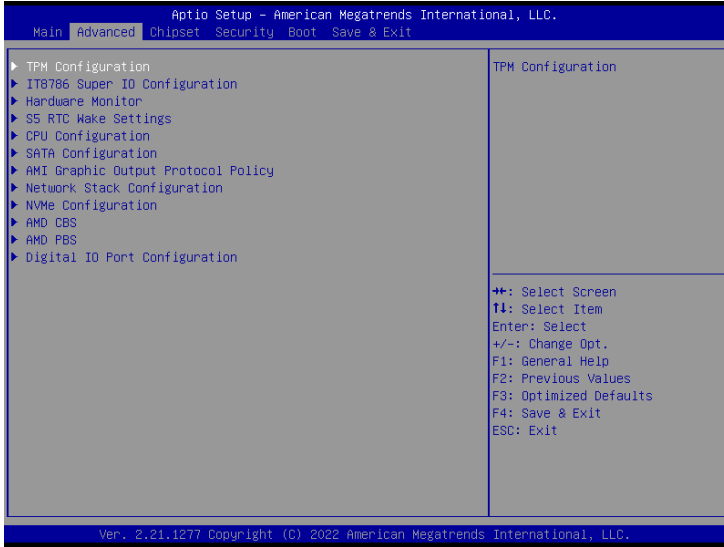 Aptio Setup – American Megatrends International, LLC.
Main Advanced Chipset Security Boot Save & Exit
▶ TPM Configuration
▶ IT8786 Super IO Configuration
▶ Hardware Monitor
▶ S5 RTC Wake Settings
▶ CPU Configuration
▶ SATA Configuration
▶ AMI Graphic Output Protocol Policy
▶ Network Stack Configuration
▶ NVMe Configuration
▶ AMD CBS
▶ AMD PBS
▶ Digital IO Port Configuration
TPM Configuration
→←: Select Screen
↑↓: Select Item
Enter: Select
+/-: Change Opt.
F1: General Help
F2: Previous Values
F3: Optimized Defaults
F4: Save & Exit
ESC: Exit
Ver. 2.21.1277 Copyright (C) 2022 American Megatrends International, LLC.